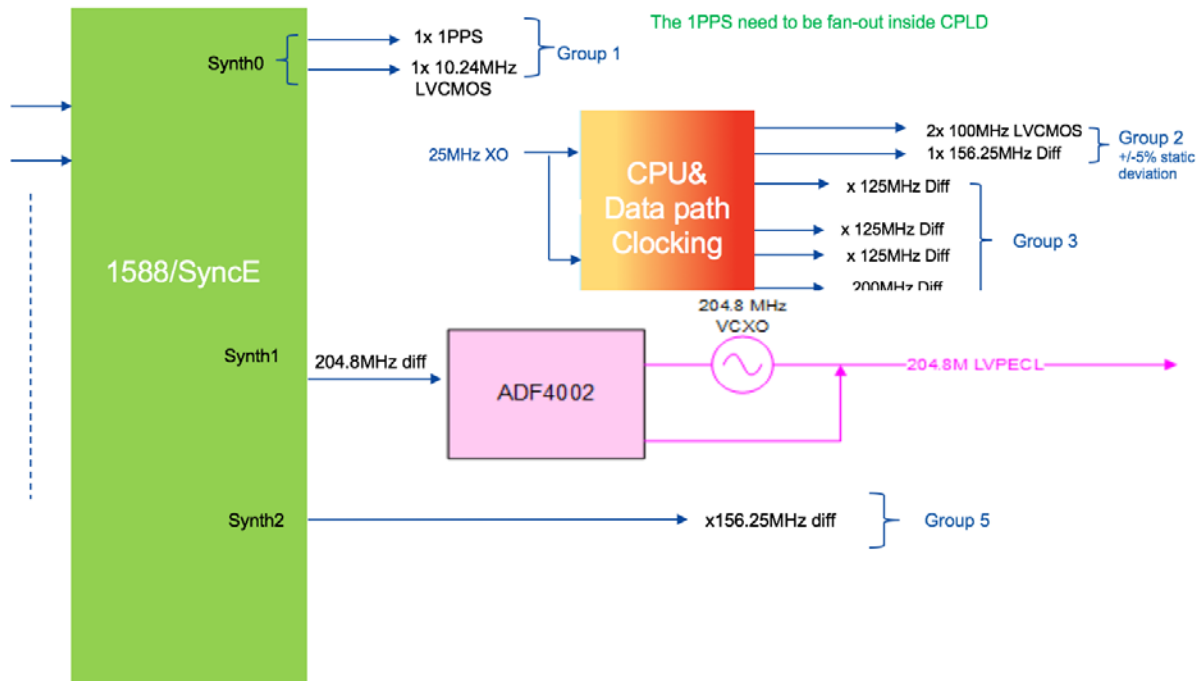 The 1PPS need to be fan-out inside CPLD
1x 1PPS
Group 1
Synth0
1x 10.24MHz
LVCMOS
2x 100MHz LVCMOS
Group 2
25MHz XO
1x 156.25MHz Diff
+/-5% static
deviation
CPU&
Data path
Clocking
x 125MHz Diff
x 125MHz Diff
Group 3
x 125MHz Diff
1588/SyncE
200MHz Diff
204.8 MHz
VCXO
Synth1
204.8MHz diff
204.8M LVPECL
ADF4002
Synth2
x156.25MHz diff
Group 5